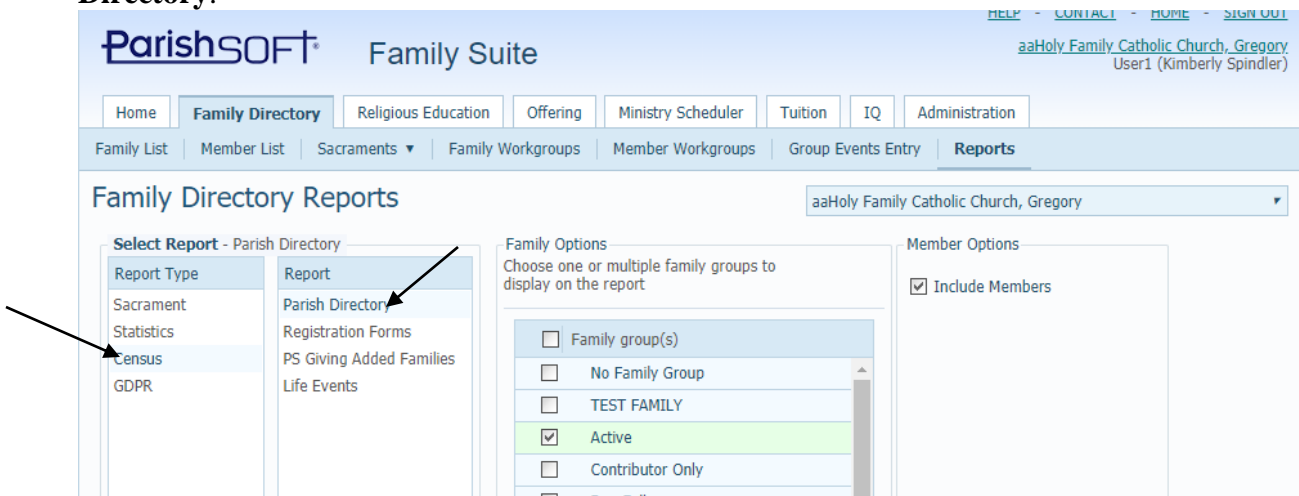 Directory.
HELP - CONTACT - HOME - SIGN OUT
ParishSOFT Family Suite
aaHoly Family Catholic Church, Gregory
User1 (Kimberly Spindler)
Home Family Directory Religious Education Offering Ministry Scheduler Tuition IQ Administration
Family List Member List Sacraments ▼ Family Workgroups Member Workgroups Group Events Entry Reports
Family Directory Reports
aaHoly Family Catholic Church, Gregory
Select Report - Parish Directory
Report Type
Sacrament
Statistics
Census
GDPR
Report
Parish Directory
Registration Forms
PS Giving Added Families
Life Events
Family Options
Choose one or multiple family groups to
display on the report
Family group(s)
No Family Group
TEST FAMILY
Active
Contributor Only
Member Options
Include Members